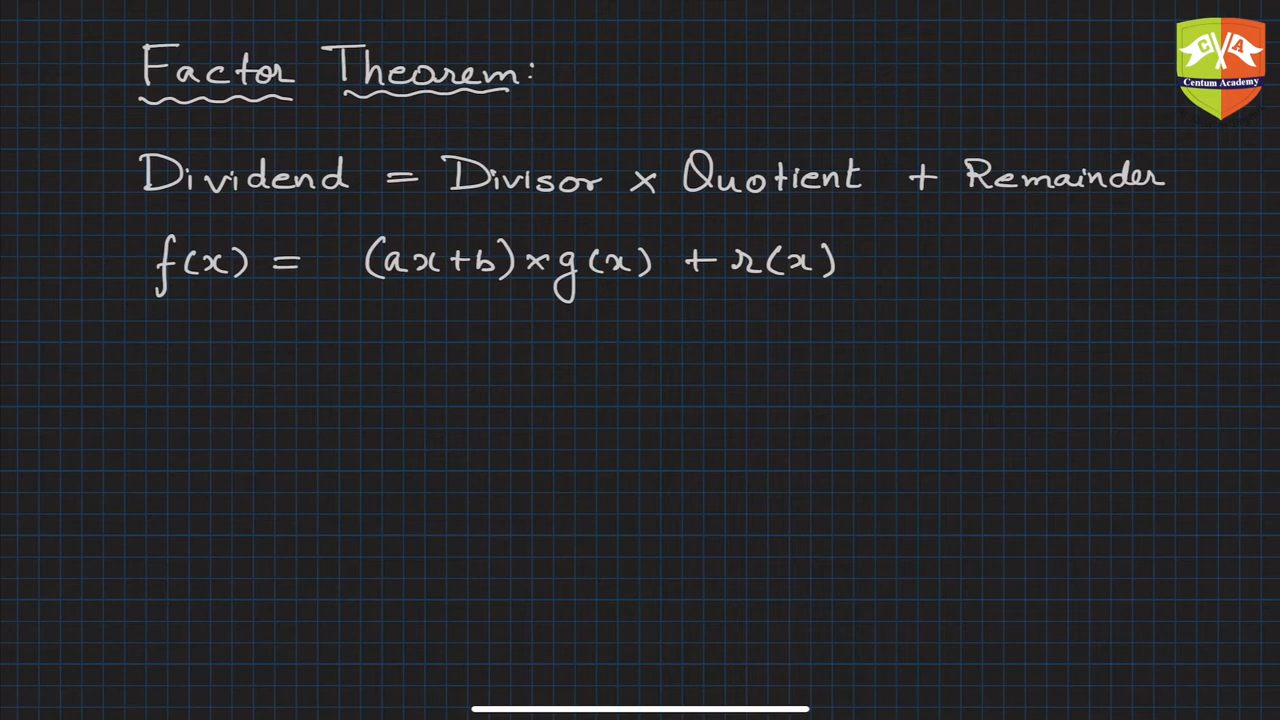 Factor Theorem:
Dividend = Divisor × Quotient + Remainder
f(x) = (ax+b)×g(x) + r(x)
C A
Centum Academy